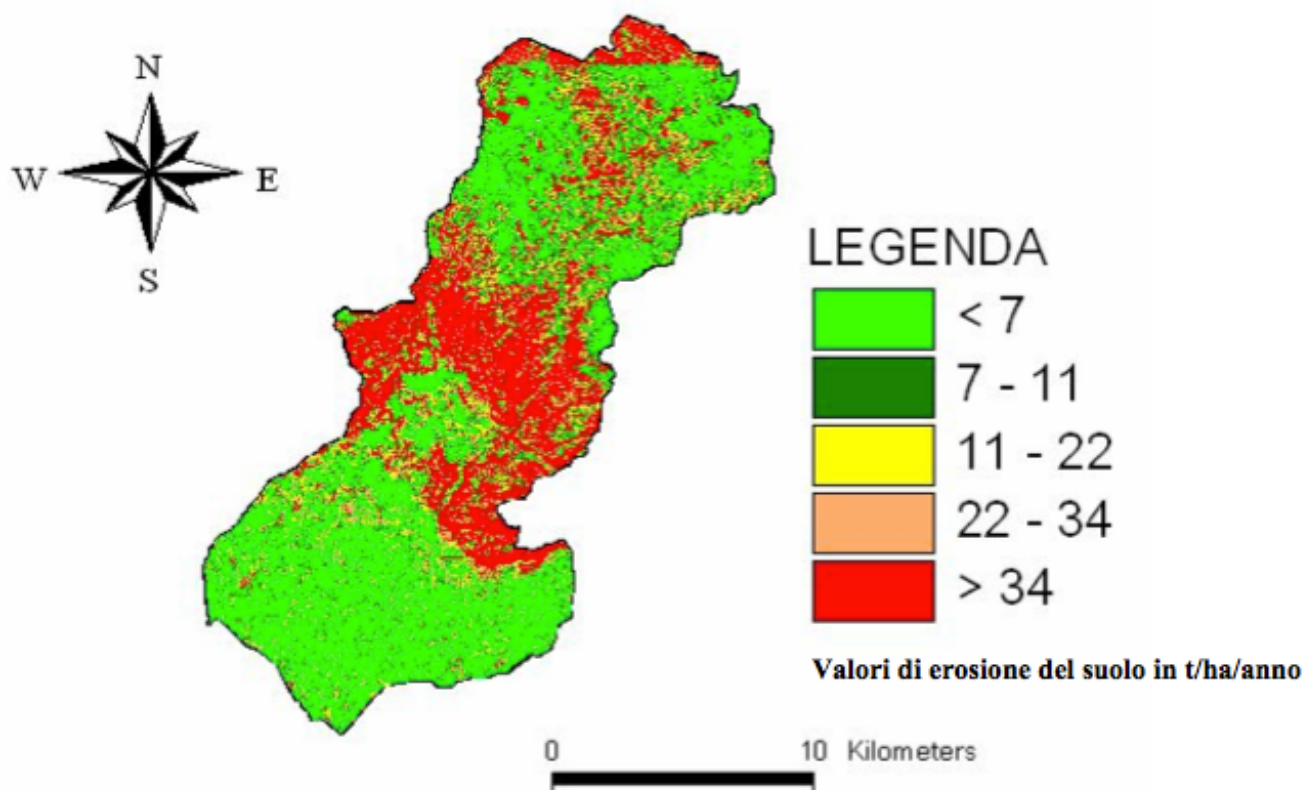 N
W E
S
LEGENDA
< 7
7 - 11
11 - 22
22 - 34
> 34
Valori di erosione del suolo in t/ha/anno
0 10 Kilometers